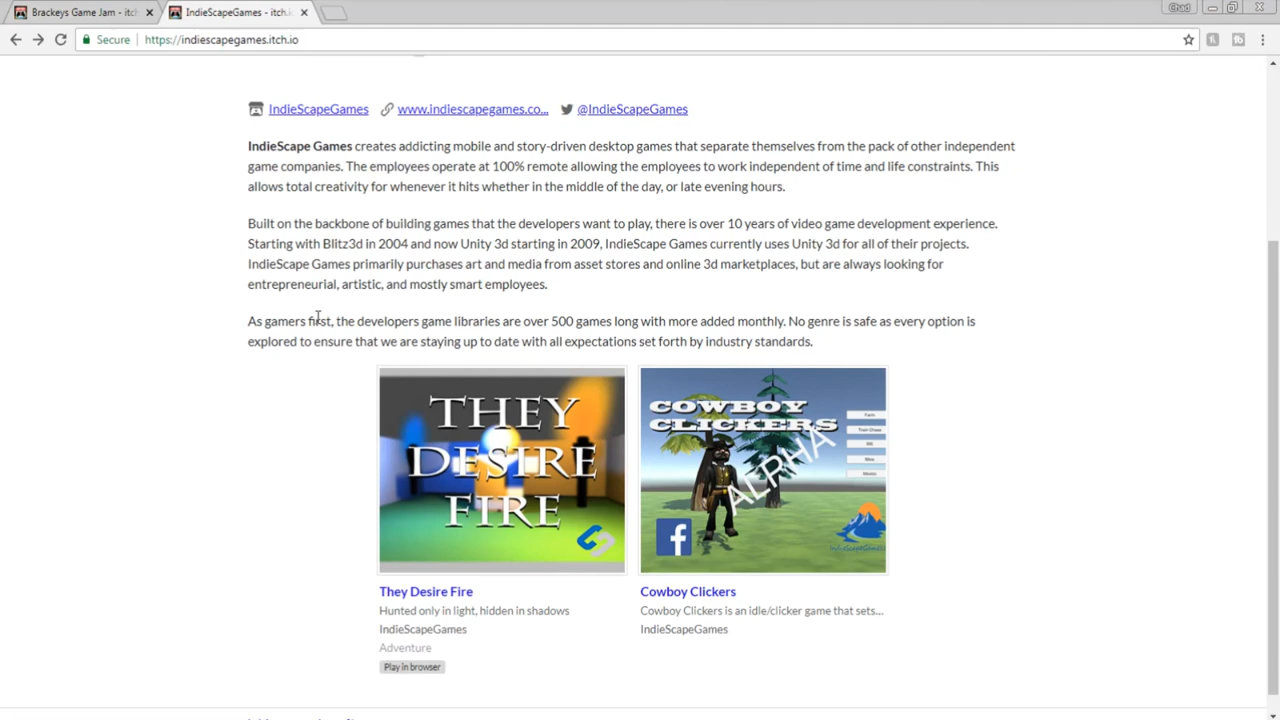 Brackeys Game Jam - itch
IndieScapeGames - itch.io
Chad
Secure
https://indiescapegames.itch.io
IndieScapeGames
www.indiescapegames.co...
@IndieScapeGames
IndieScape Games creates addicting mobile and story-driven desktop games that separate themselves from the pack of other independent
game companies. The employees operate at 100% remote allowing the employees to work independent of time and life constraints. This
allows total creativity for whenever it hits whether in the middle of the day, or late evening hours.
Built on the backbone of building games that the developers want to play, there is over 10 years of video game development experience.
Starting with Blitz3d in 2004 and now Unity 3d starting in 2009, IndieScape Games currently uses Unity 3d for all of their projects.
IndieScape Games primarily purchases art and media from asset stores and online 3d marketplaces, but are always looking for
entrepreneurial, artistic, and mostly smart employees.
As gamers first, the developers game libraries are over 500 games long with more added monthly. No genre is safe as every option is
explored to ensure that we are staying up to date with all expectations set forth by industry standards.
THEY
DESIRE
FIRE
COWBOY
CLICKERS
ALPHA
Farm
Train Chase
Mine
IndieScapeGames
They Desire Fire
Hunted only in light, hidden in shadows
IndieScapeGames
Adventure
Play in browser
Cowboy Clickers
Cowboy Clickers is an idle/clicker game that sets...
IndieScapeGames